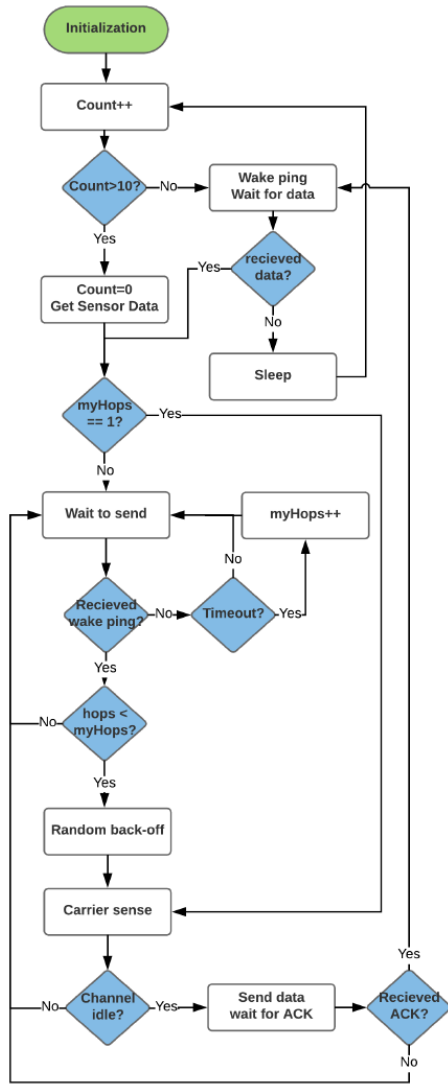 Initialization
Count++
Count>10?
No
Wake ping
Wait for data
Yes
recieved
data?
Yes
No
Count=0
Get Sensor Data
Sleep
myHops
== 1?
Yes
No
Wait to send
myHops++
No
Recieved
wake ping?
No
Timeout?
Yes
Yes
hops <
myHops?
No
Yes
Random back-off
Carrier sense
Channel
idle?
No
Yes
Send data
wait for ACK
Recieved
ACK?
Yes
No